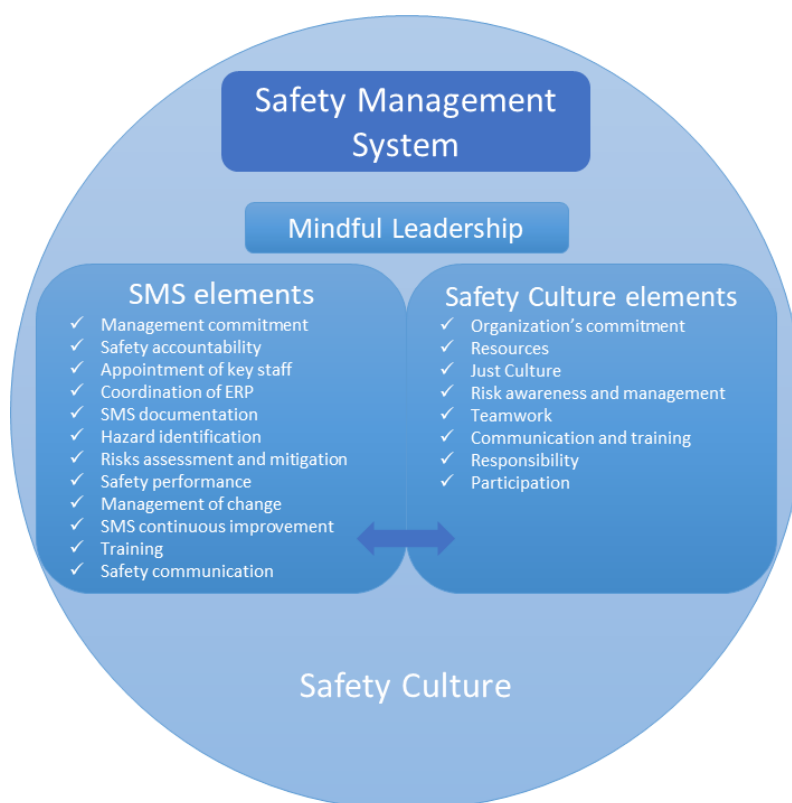 Safety Management
System
Mindful Leadership
SMS elements
✓ Management commitment
✓ Safety accountability
✓ Appointment of key staff
✓ Coordination of ERP
✓ SMS documentation
✓ Hazard identification
✓ Risks assessment and mitigation
✓ Safety performance
✓ Management of change
✓ SMS continuous improvement
✓ Training
✓ Safety communication
Safety Culture elements
✓ Organization's commitment
✓ Resources
✓ Just Culture
✓ Risk awareness and management
✓ Teamwork
✓ Communication and training
✓ Responsibility
✓ Participation
Safety Culture